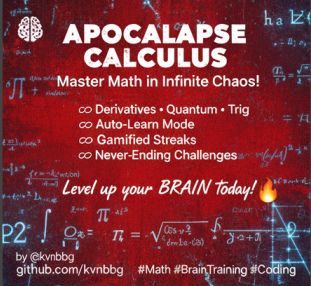 APOCALAPSE
CALCULUS
Master Math in Infinite Chaos!
∞ Derivatives • Quantum • Trig
∞ Auto-Learn Mode
∞ Gamified Streaks
∞ Never-Ending Challenges
Level up your BRAIN today! 🔥
by @kvnbbg
github.com/kvnbbg #Math #BrainTraining #Coding